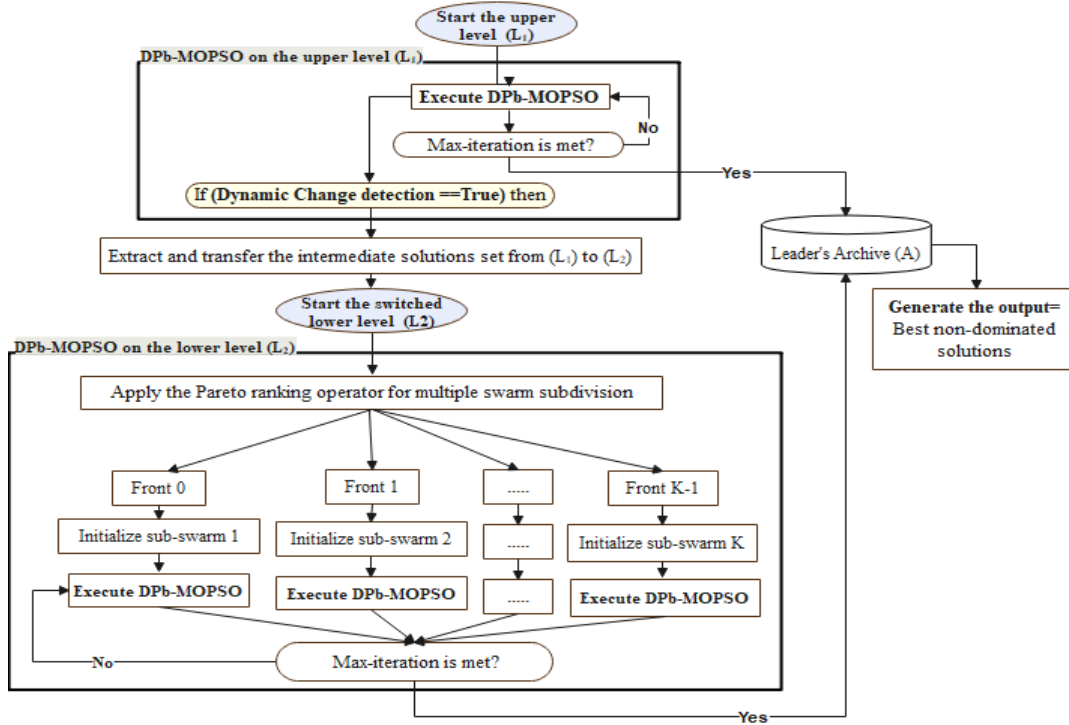 Start the upper
level (L₁)
DPb-MOPSO on the upper level (L₁)
Execute DPb-MOPSO
No
Max-iteration is met?
Yes
If (Dynamic Change detection ==True) then
Extract and transfer the intermediate solutions set from (L₁) to (L₂)
Leader's Archive (A)
Start the switched
lower level (L2)
Generate the output=
Best non-dominated
solutions
DPb-MOPSO on the lower level (L₂)
Apply the Pareto ranking operator for multiple swarm subdivision
Front 0
Front 1
.....
Front K-1
Initialize sub-swarm 1
Initialize sub-swarm 2
.....
Initialize sub-swarm K
Execute DPb-MOPSO
Execute DPb-MOPSO
.....
Execute DPb-MOPSO
No
Max-iteration is met?
Yes